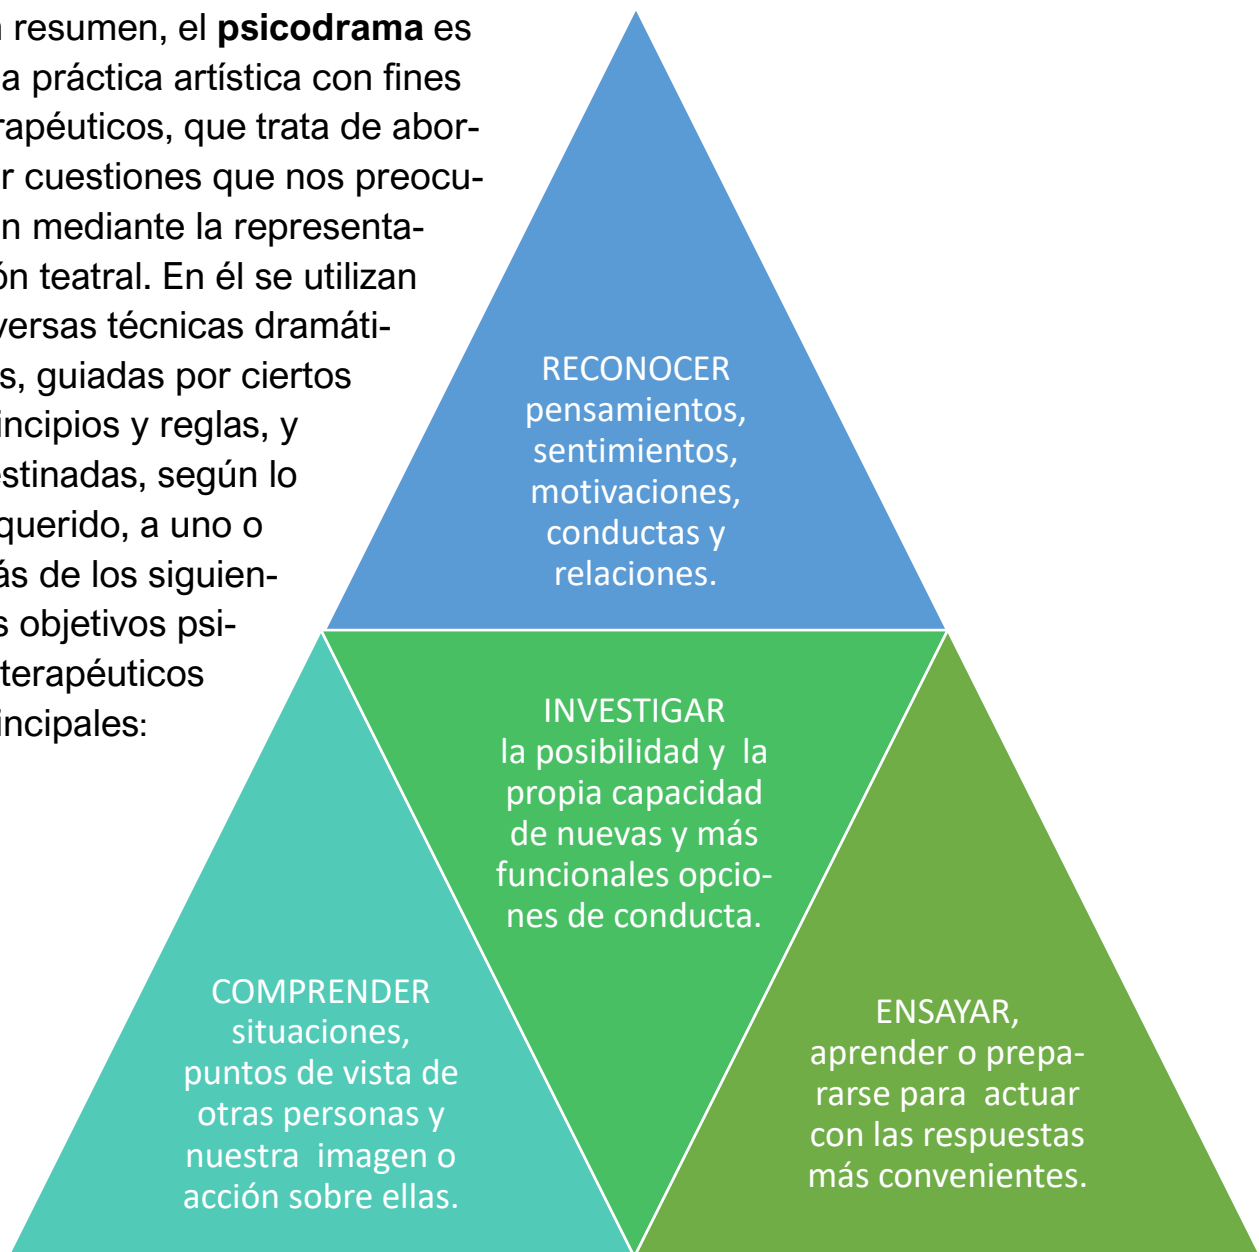 n resumen, el psicodrama es
a práctica artística con fines
rapéuticos, que trata de abor-
r cuestiones que nos preocu-
n mediante la representa-
ón teatral. En él se utilizan
versas técnicas dramáti-
s, guiadas por ciertos
incipios y reglas, y
estinadas, según lo
querido, a uno o
ás de los siguien-
s objetivos psi-
terapéuticos
incipales:
RECONOCER
pensamientos,
sentimientos,
motivaciones,
conductas y
relaciones.
INVESTIGAR
la posibilidad y la
propia capacidad
de nuevas y más
funcionales opcio-
nes de conducta.
COMPRENDER
situaciones,
puntos de vista de
otras personas y
nuestra imagen o
acción sobre ellas.
ENSAYAR,
aprender o prepa-
rarse para actuar
con las respuestas
más convenientes.